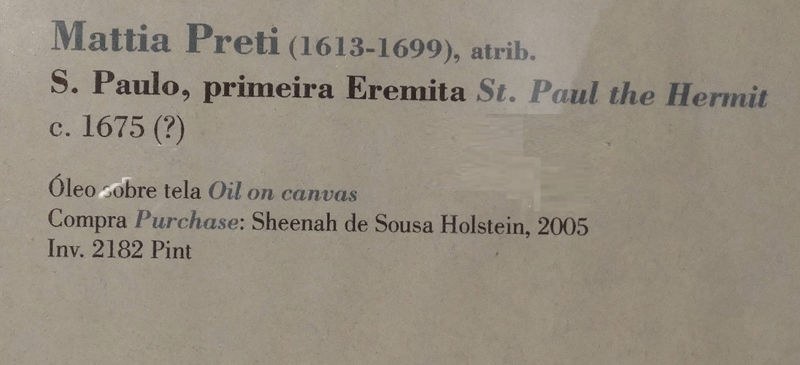 Mattia Preti (1613-1699), atrib.
S. Paulo, primeira Eremita St. Paul the Hermit
c. 1675 (?)
Óleo sobre tela Oil on canvas
Compra Purchase: Sheenah de Sousa Holstein, 2005
Inv. 2182 Pint